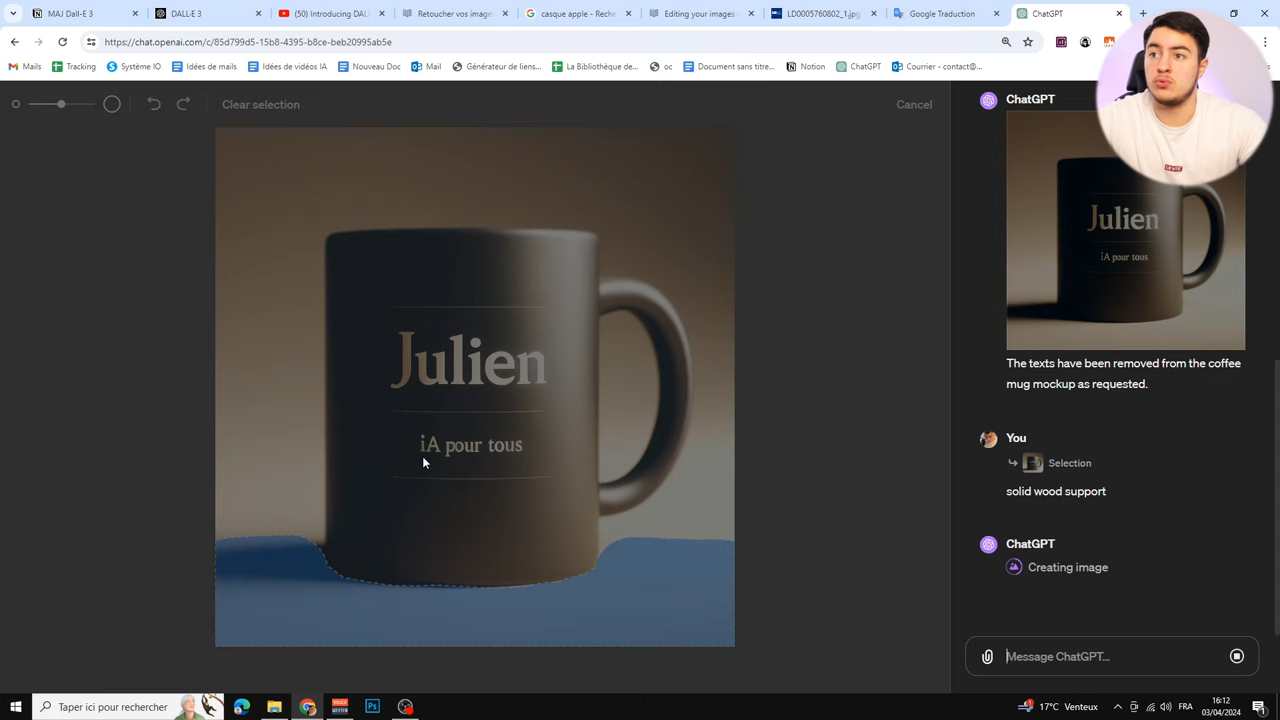 MAJ Dall-E 3
DALL-E 3
(50) Introducing DALL
Retoucher vos image
casque apple - Reche
Editing your images
LD0005760802_1.jpg
Google Traduction
ChatGPT
https://chat.openai.com/c/85d799d5-15b8-4395-b8ce-beb20995ab5e
Mails
Tracking
Système IO
Idées de mails
Idées de vidéos IA
Nouveau Doc
Mail
érateur de liens...
La Bibliothèque de...
oc
Document sans titre...
Notion
ChatGPT
Courrier - contact@...
Clear selection
Cancel
Julien
iA pour tous
ChatGPT
Julien
iA pour tous
LEVI'S
The texts have been removed from the coffee
mug mockup as requested.
You
Selection
solid wood support
ChatGPT
Creating image
Message ChatGPT...
Taper ici pour rechercher
Ps
17°C Venteux
FRA
16:12
03/04/2024